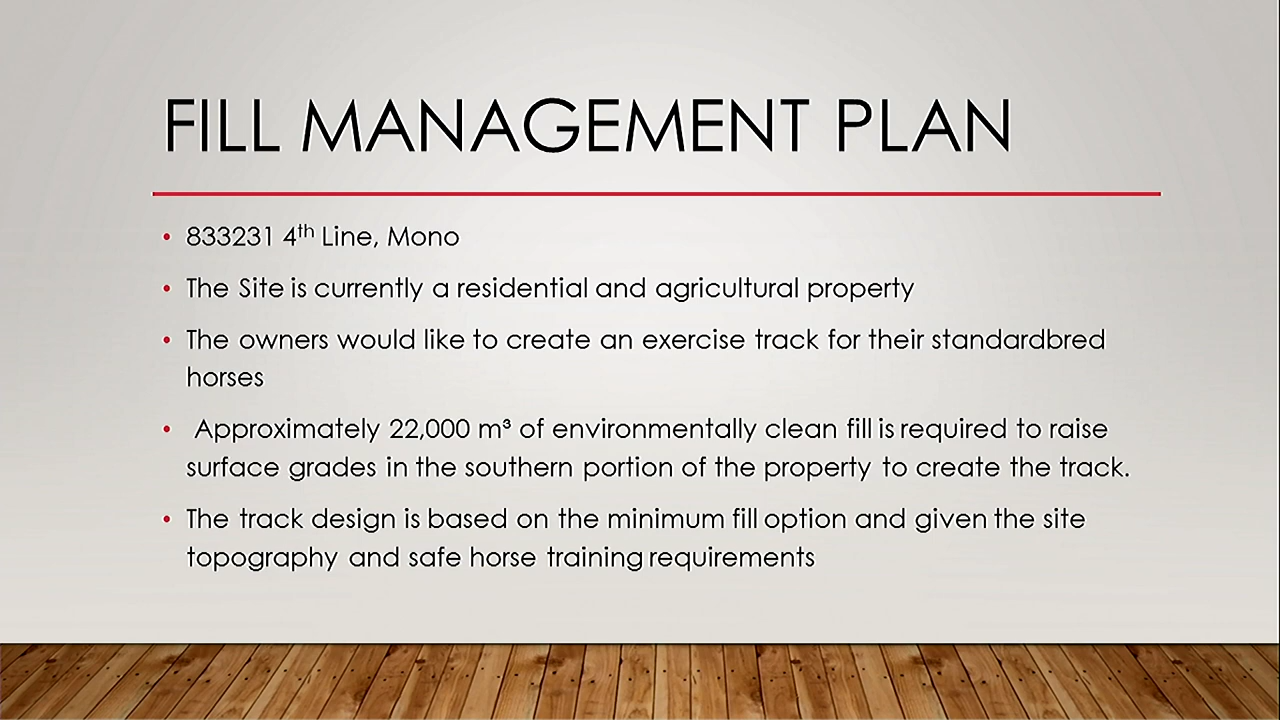 FILL MANAGEMENT PLAN
• 833231 4th Line, Mono
• The Site is currently a residential and agricultural property
• The owners would like to create an exercise track for their standardbred
horses
• Approximately 22,000 m³ of environmentally clean fill is required to raise
surface grades in the southern portion of the property to create the track.
• The track design is based on the minimum fill option and given the site
topography and safe horse training requirements